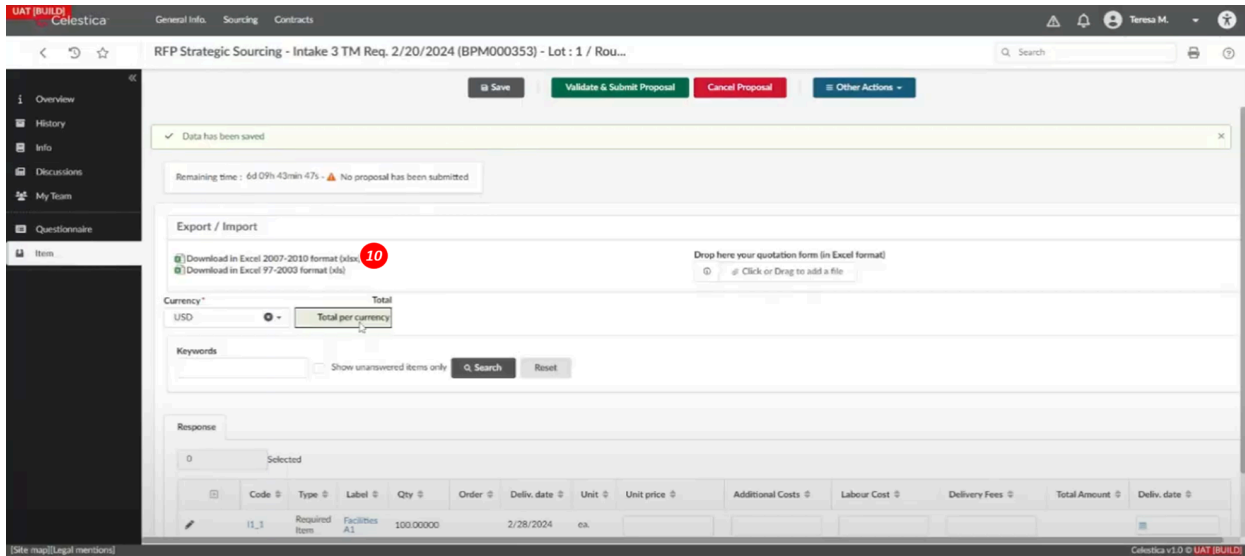 UAT [BUILD]
Celestica
General Info. Sourcing Contracts
Teresa M.
RFP Strategic Sourcing - Intake 3 TM Req. 2/20/2024 (BPM000353) - Lot : 1 / Rou...
Search
Save
Validate & Submit Proposal
Cancel Proposal
Other Actions
Overview
History
Info
Discussions
My Team
Questionnaire
Item
Data has been saved
Remaining time : 6d 09h 43min 47s - No proposal has been submitted
Export / Import
Download in Excel 2007-2010 format (xlsx,
10
Download in Excel 97-2003 format (xls)
Drop here your quotation form (in Excel format)
Click or Drag to add a file
Currency* Total
USD Total per currency
Keywords
Show unanswered items only Search Reset
Response
0 Selected
Code Type Label Qty Order Deliv. date Unit Unit price Additional Costs Labour Cost Delivery Fees Total Amount Deliv. date
I1_1 Required Item Facilities A1 100.00000 2/28/2024 ea.
[Site map][Legal mentions]
Celestica v1.0 © UAT [BUILD]